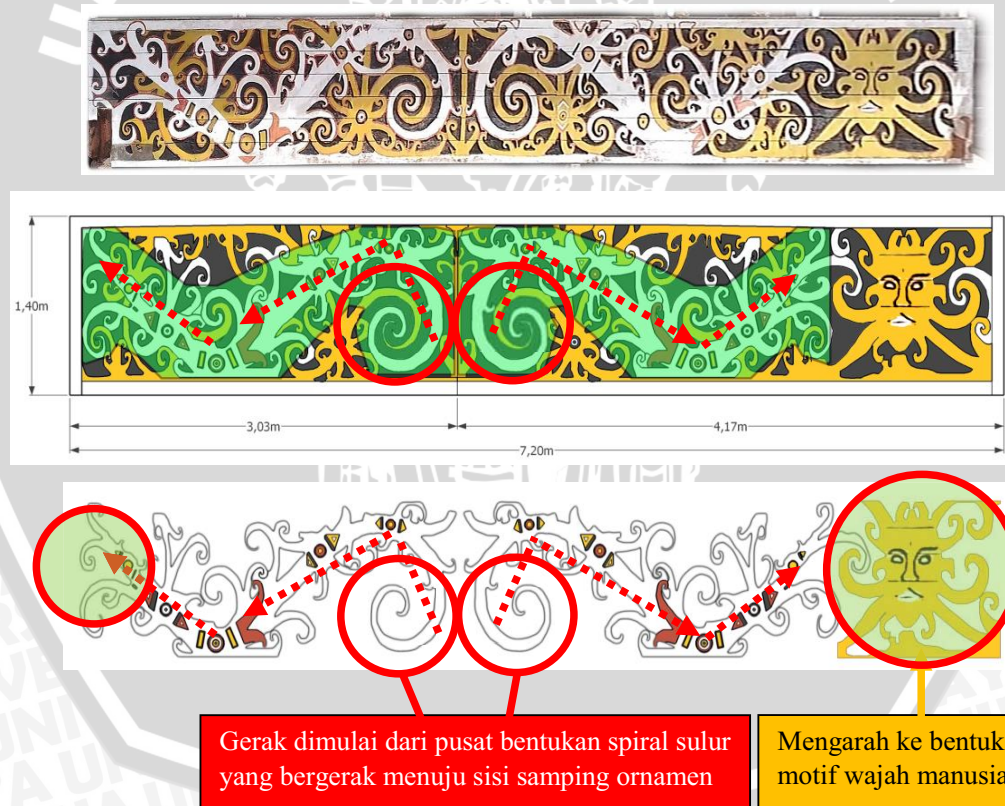 1,40m
3,03m
4,17m
7,20m
Gerak dimulai dari pusat bentukan spiral sulur
yang bergerak menuju sisi samping ornamen
Mengarah ke bentuk
motif wajah manusia